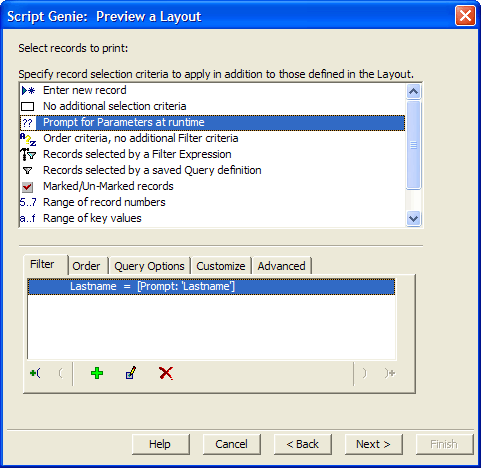 Script Genie: Preview a Layout
Select records to print:
Specify record selection criteria to apply in addition to those defined in the Layout.
Enter new record
No additional selection criteria
?? Prompt for Parameters at runtime
Order criteria, no additional Filter criteria
Records selected by a Filter Expression
Records selected by a saved Query definition
Marked/Un-Marked records
5..7 Range of record numbers
a..f Range of key values
Filter Order Query Options Customize Advanced
Lastname = [Prompt: 'Lastname']
+( ( ) )+
Help Cancel < Back Next > Finish